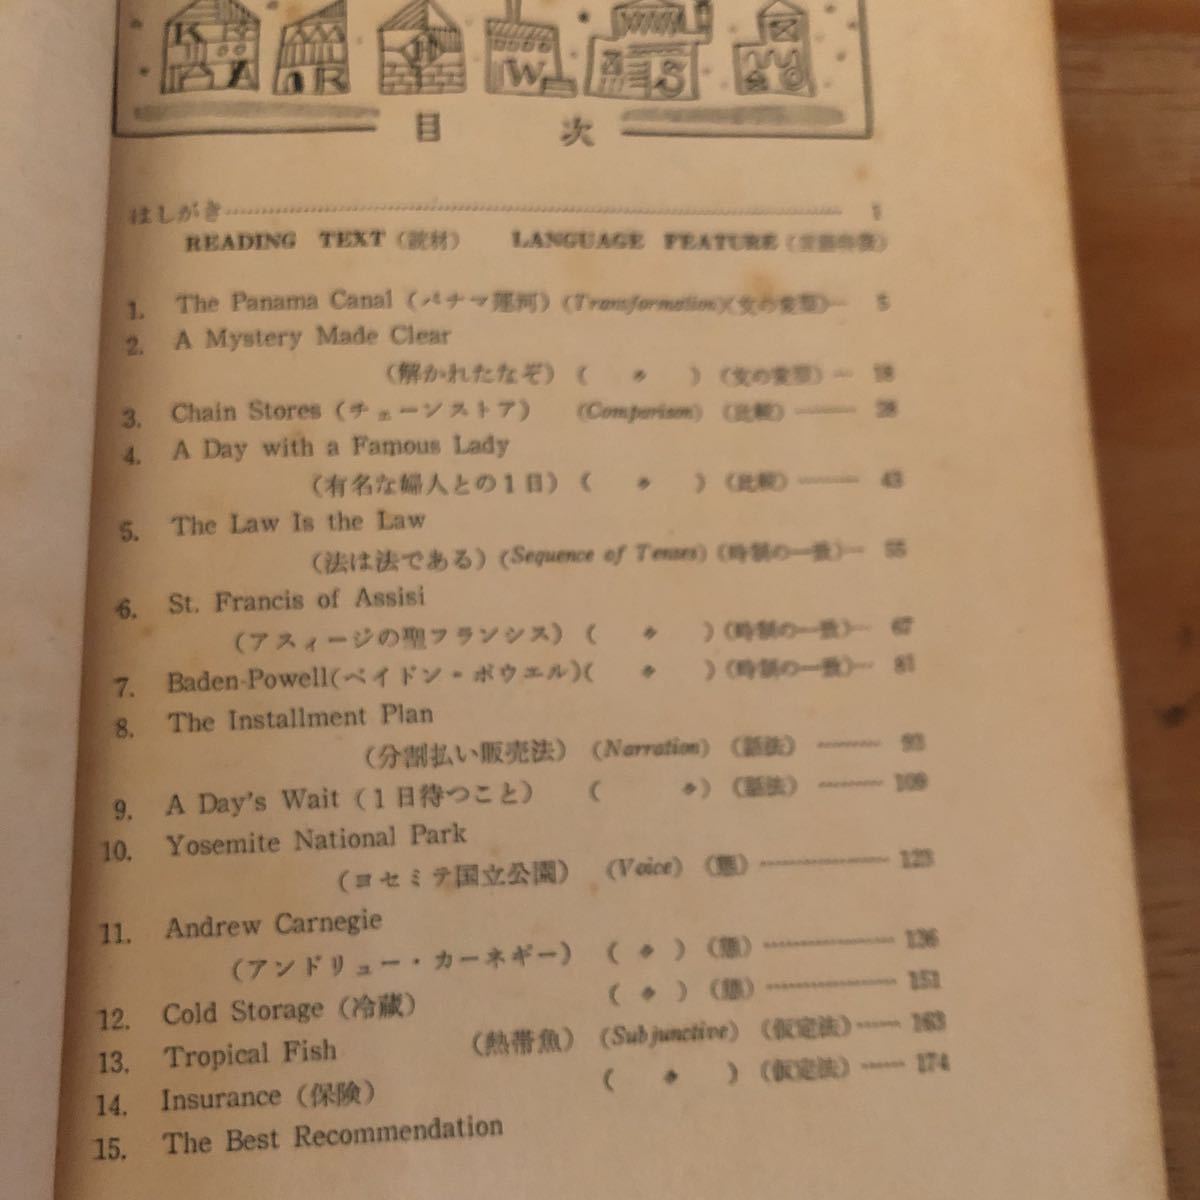 目 次
はしがき 1
READING TEXT (読材) LANGUAGE FEATURE (言語特徴)
1. The Panama Canal (パナマ運河) (Transformation)(文の変形) 5
2. A Mystery Made Clear
(解かれたなぞ) ( 〃 ) (文の変形) 18
3. Chain Stores (チェーンストア) (Comparison) (比較) 28
4. A Day with a Famous Lady
(有名な婦人との1日) ( 〃 ) (比較) 43
5. The Law Is the Law
(法は法である) (Sequence of Tenses) (時制の一致) 55
6. St. Francis of Assisi
(アスィージの聖フランシス) ( 〃 ) (時制の一致) 67
7. Baden-Powell(ベイドン・ポウエル)( 〃 ) (時制の一致) 81
8. The Installment Plan
(分割払い販売法) (Narration) (話法) 93
9. A Day's Wait (1日待つこと) ( 〃) (話法) 109
10. Yosemite National Park
(ヨセミテ国立公園) (Voice) (態) 123
11. Andrew Carnegie
(アンドリュー・カーネギー) ( 〃 ) (態) 136
12. Cold Storage (冷蔵) ( 〃 ) (態) 151
13. Tropical Fish (熱帯魚) (Subjunctive) (仮定法) 163
14. Insurance (保険) ( 〃 ) (仮定法) 174
15. The Best Recommendation